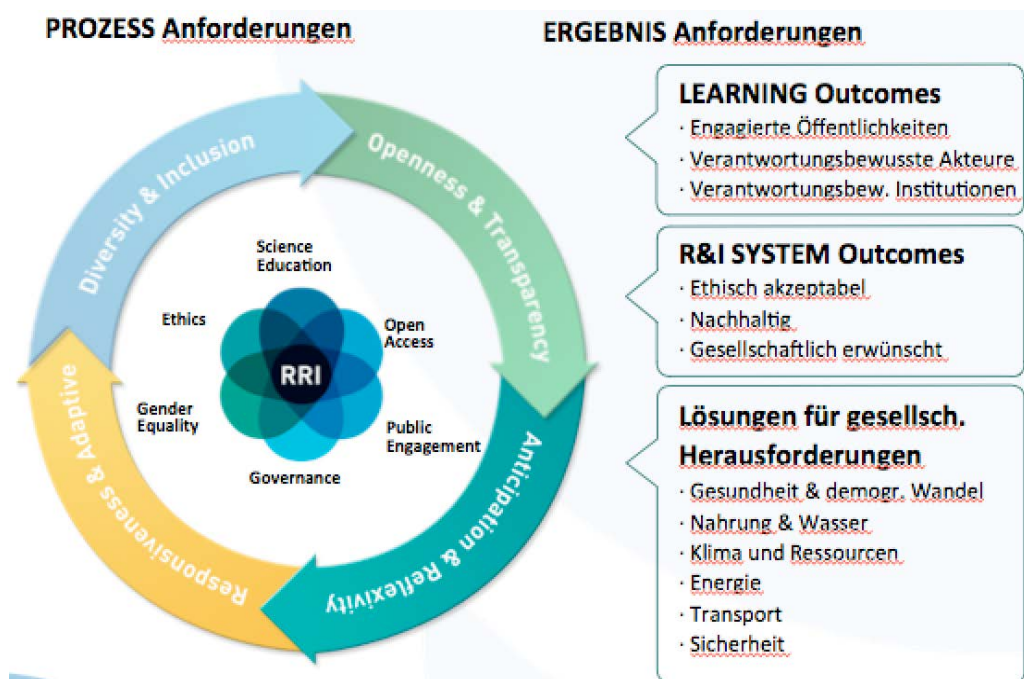 PROZESS Anforderungen
Diversity & Inclusion
Openness & Transparency
Anticipation & Reflexivity
Responsiveness & Adaptive
Science
Education
Ethics
Open
Access
RRI
Gender
Equality
Public
Engagement
Governance
ERGEBNIS Anforderungen
LEARNING Outcomes
· Engagierte Öffentlichkeiten
· Verantwortungsbewusste Akteure
· Verantwortungsbew. Institutionen
R&I SYSTEM Outcomes
· Ethisch akzeptabel
· Nachhaltig
· Gesellschaftlich erwünscht
Lösungen für gesellsch.
Herausforderungen
· Gesundheit & demogr. Wandel
· Nahrung & Wasser
· Klima und Ressourcen
· Energie
· Transport
· Sicherheit